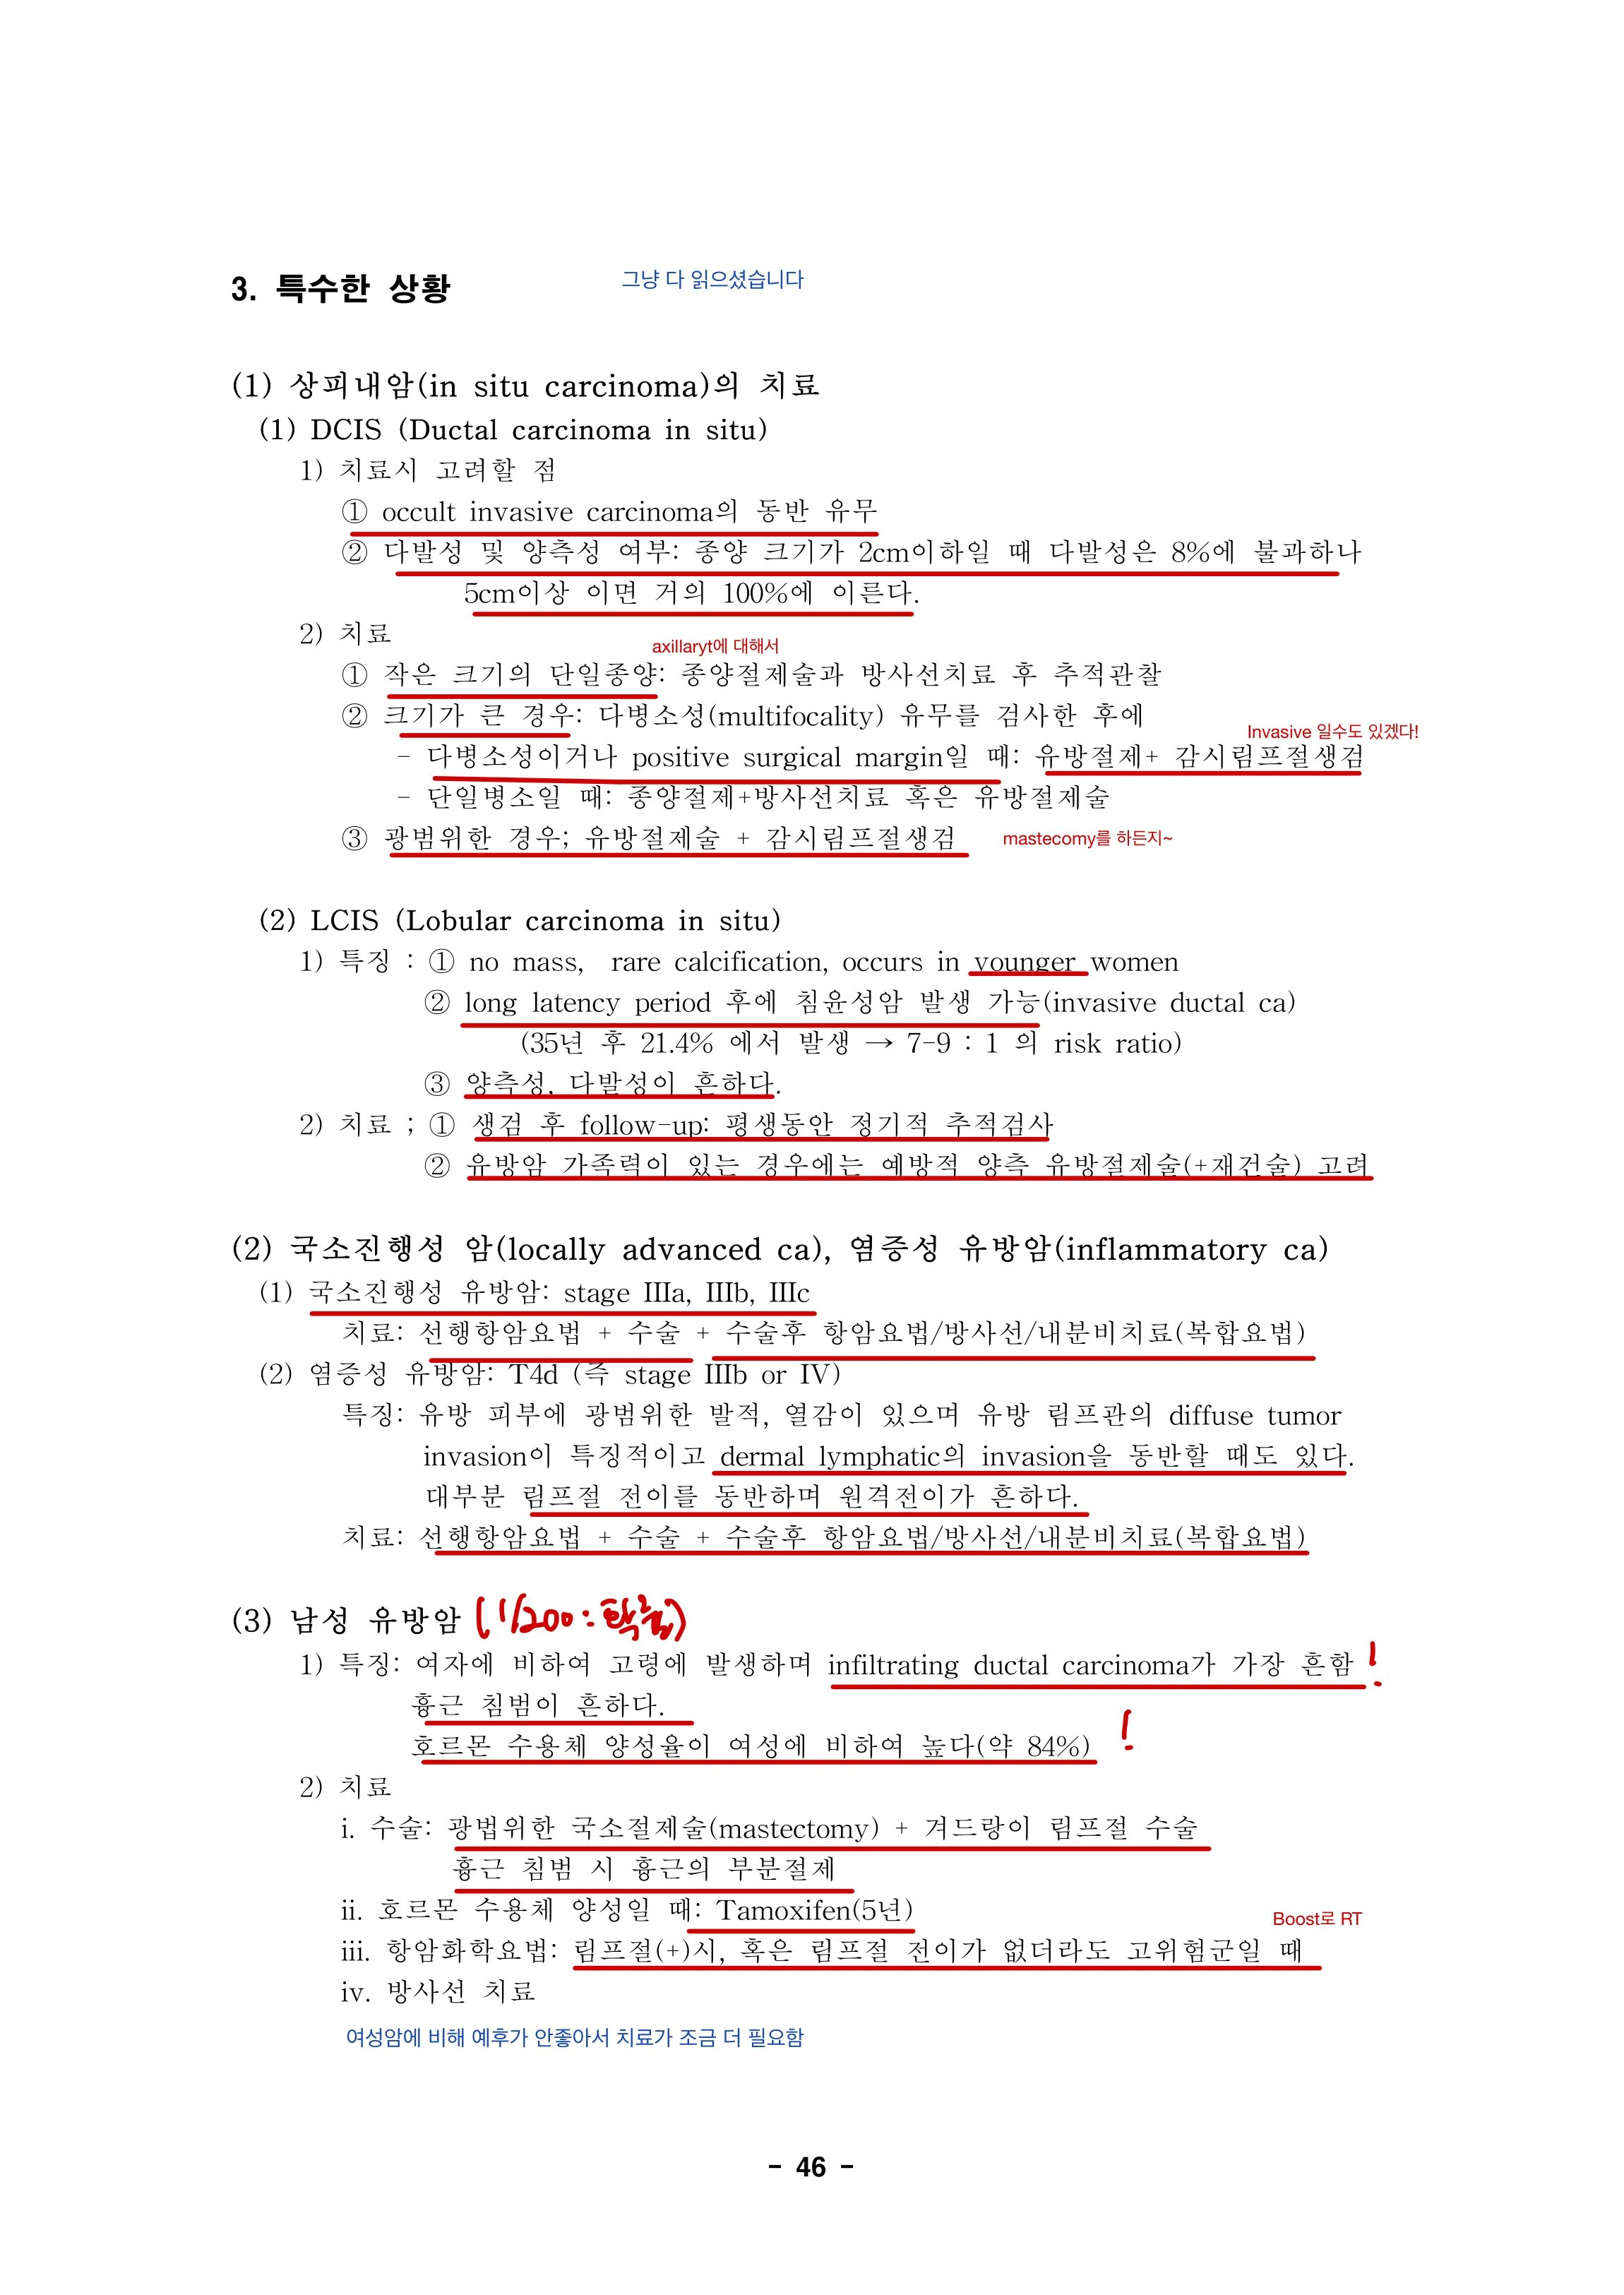 3. 특수한 상황
그냥 다 읽으셨습니다
(1) 상피내암(in situ carcinoma)의 치료
(1) DCIS (Ductal carcinoma in situ)
1) 치료시 고려할 점
① occult invasive carcinoma의 동반 유무
② 다발성 및 양측성 여부: 종양 크기가 2cm이하일 때 다발성은 8%에 불과하나
5cm이상 이면 거의 100%에 이른다.
2) 치료
axillaryt에 대해서
① 작은 크기의 단일종양: 종양절제술과 방사선치료 후 추적관찰
② 크기가 큰 경우: 다병소성(multifocality) 유무를 검사한 후에
Invasive 일수도 있겠다!
- 다병소성이거나 positive surgical margin일 때: 유방절제+ 감시림프절생검
- 단일병소일 때: 종양절제+방사선치료 혹은 유방절제술
③ 광범위한 경우; 유방절제술 + 감시림프절생검
mastecomy를 하든지~
(2) LCIS (Lobular carcinoma in situ)
1) 특징 : ① no mass, rare calcification, occurs in younger women
② long latency period 후에 침윤성암 발생 가능(invasive ductal ca)
(35년 후 21.4% 에서 발생 → 7-9 : 1 의 risk ratio)
③ 양측성, 다발성이 흔하다.
2) 치료 ; ① 생검 후 follow-up: 평생동안 정기적 추적검사
② 유방암 가족력이 있는 경우에는 예방적 양측 유방절제술(+재건술) 고려
(2) 국소진행성 암(locally advanced ca), 염증성 유방암(inflammatory ca)
(1) 국소진행성 유방암: stage IIIa, IIIb, IIIc
치료: 선행항암요법 + 수술 + 수술후 항암요법/방사선/내분비치료(복합요법)
(2) 염증성 유방암: T4d (즉 stage IIIb or IV)
특징: 유방 피부에 광범위한 발적, 열감이 있으며 유방 림프관의 diffuse tumor
invasion이 특징적이고 dermal lymphatic의 invasion을 동반할 때도 있다.
대부분 림프절 전이를 동반하며 원격전이가 흔하다.
치료: 선행항암요법 + 수술 + 수술후 항암요법/방사선/내분비치료(복합요법)
(3) 남성 유방암 (1/200:
1) 특징: 여자에 비하여 고령에 발생하며 infiltrating ductal carcinoma가 가장 흔함 !
흉근 침범이 흔하다.
호르몬 수용체 양성율이 여성에 비하여 높다(약 84%) !
2) 치료
i. 수술: 광법위한 국소절제술(mastectomy) + 겨드랑이 림프절 수술
흉근 침범 시 흉근의 부분절제
ii. 호르몬 수용체 양성일 때: Tamoxifen(5년)
Boost로 RT
iii. 항암화학요법: 림프절(+)시, 혹은 림프절 전이가 없더라도 고위험군일 때
iv. 방사선 치료
여성암에 비해 예후가 안좋아서 치료가 조금 더 필요함
- 46 -